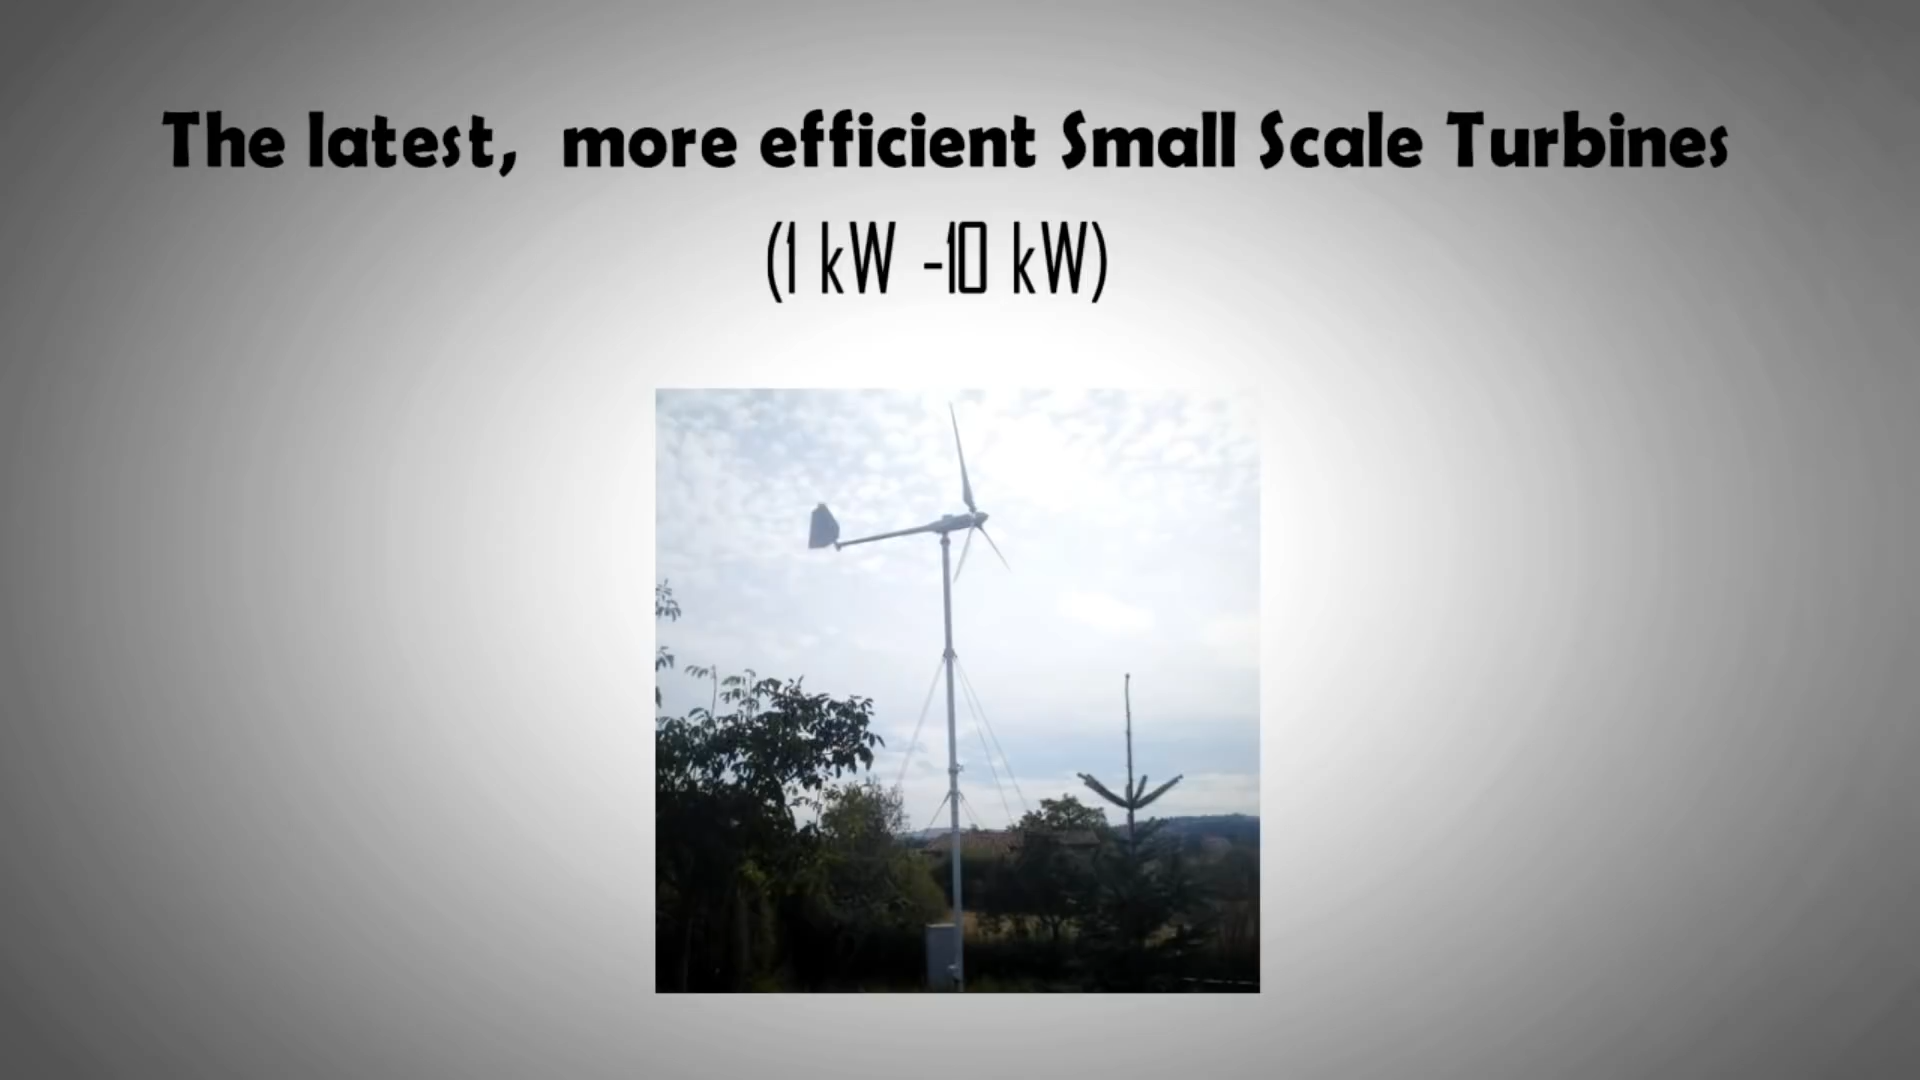 The latest, more efficient Small Scale Turbines
(1 kW -10 kW)